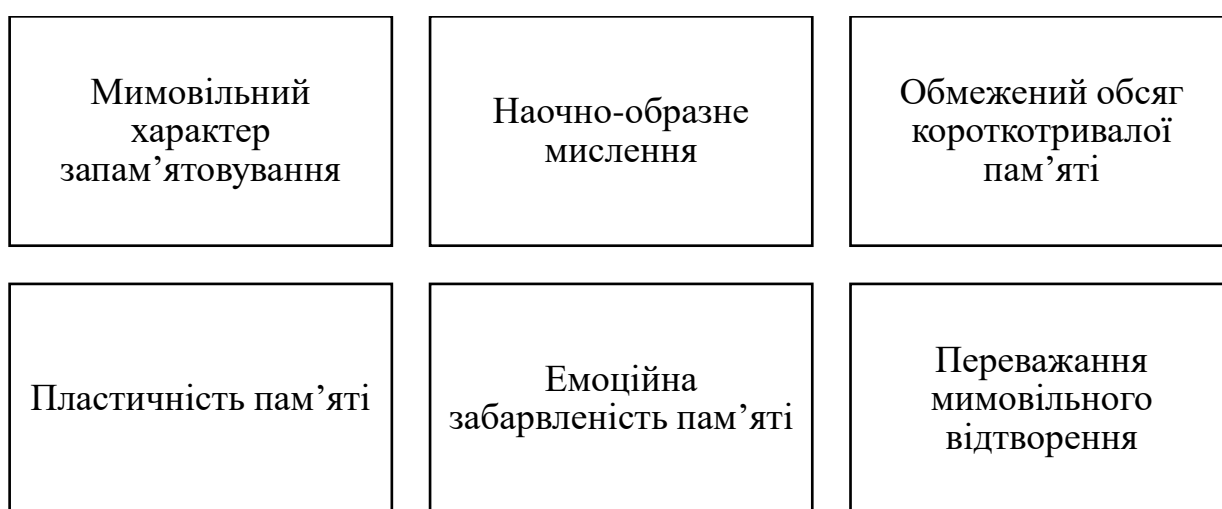 Мимовільний
характер
запам’ятовування
Наочно-образне
мислення
Обмежений обсяг
короткотривалої
пам’яті
Пластичність пам’яті
Емоційна
забарвленість пам’яті
Переважання
мимовільного
відтворення